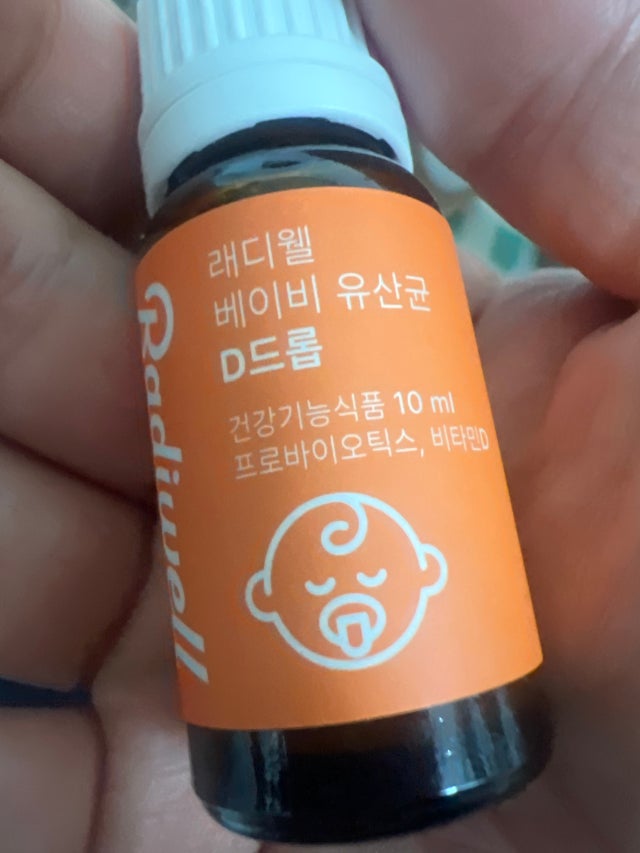 래디웰
베이비 유산균
D드롭
건강기능식품 10 ml
프로바이오틱스, 비타민D
Radiwell